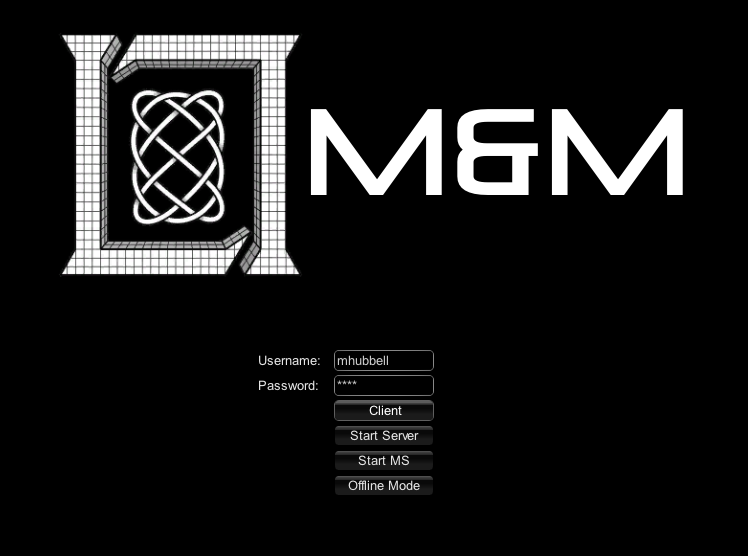 M&M
Username: mhubbell
Password: ****
Client
Start Server
Start MS
Offline Mode